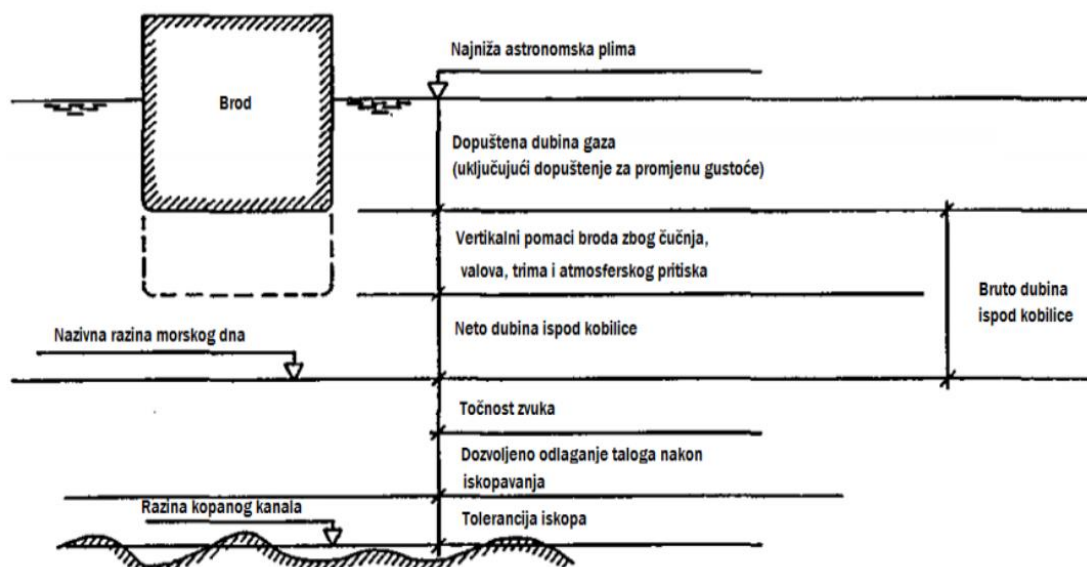 Najniža astronomska plima
Brod
Dopuštena dubina gaza
(uključujući dopuštenje za promjenu gustoće)
Vertikalni pomaci broda zbog čučnja,
valova, trima i atmosferskog pritiska
Bruto dubina
ispod kobilice
Neto dubina ispod kobilice
Nazivna razina morskog dna
Točnost zvuka
Dozvoljeno odlaganje taloga nakon
iskopavanja
Razina kopanog kanala
Tolerancija iskopa